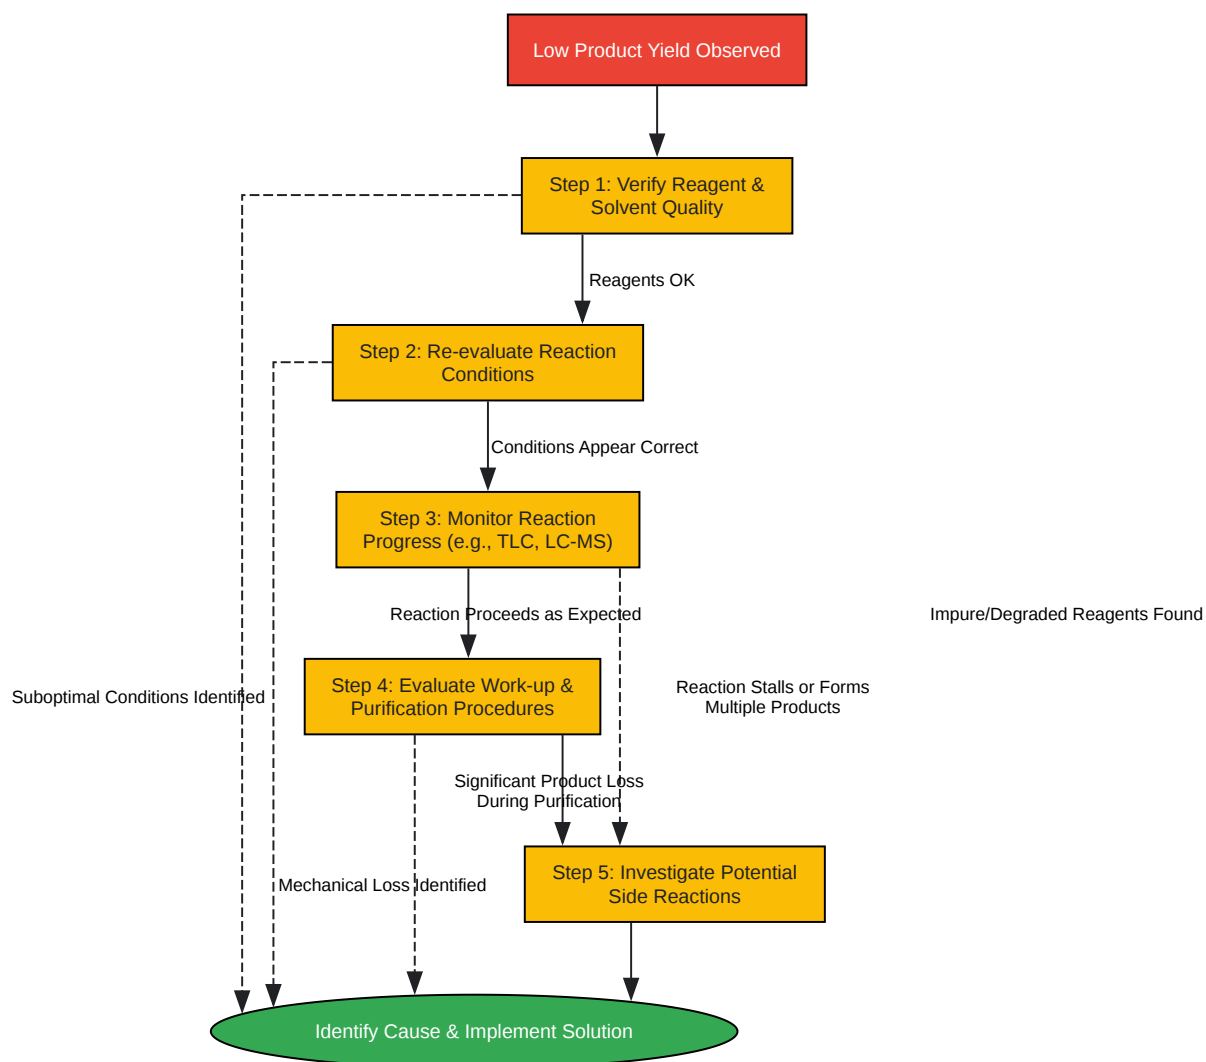 Low Product Yield Observed
Step 1: Verify Reagent &
Solvent Quality
Reagents OK
Step 2: Re-evaluate Reaction
Conditions
Conditions Appear Correct
Step 3: Monitor Reaction
Progress (e.g., TLC, LC-MS)
Reaction Proceeds as Expected
Impure/Degraded Reagents Found
Step 4: Evaluate Work-up &
Purification Procedures
Suboptimal Conditions Identified
Reaction Stalls or Forms
Multiple Products
Significant Product Loss
During Purification
Mechanical Loss Identified
Step 5: Investigate Potential
Side Reactions
Identify Cause & Implement Solution